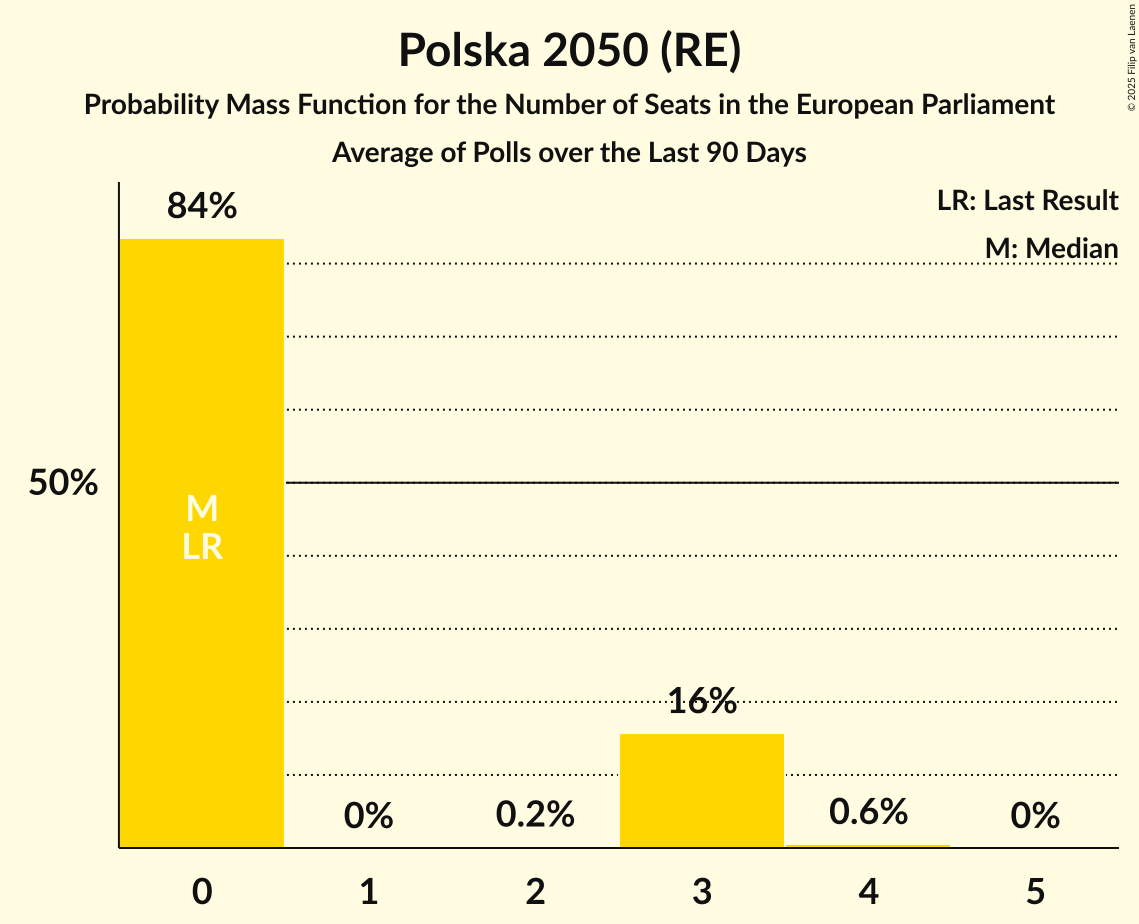 Polska 2050 (RE)
Probability Mass Function for the Number of Seats in the European Parliament
Average of Polls over the Last 90 Days
© 2025 Filip van Laenen
LR: Last Result
M: Median
84%
50%
M
LR
16%
0%
0.2%
0.6%
0%
0
1
2
3
4
5